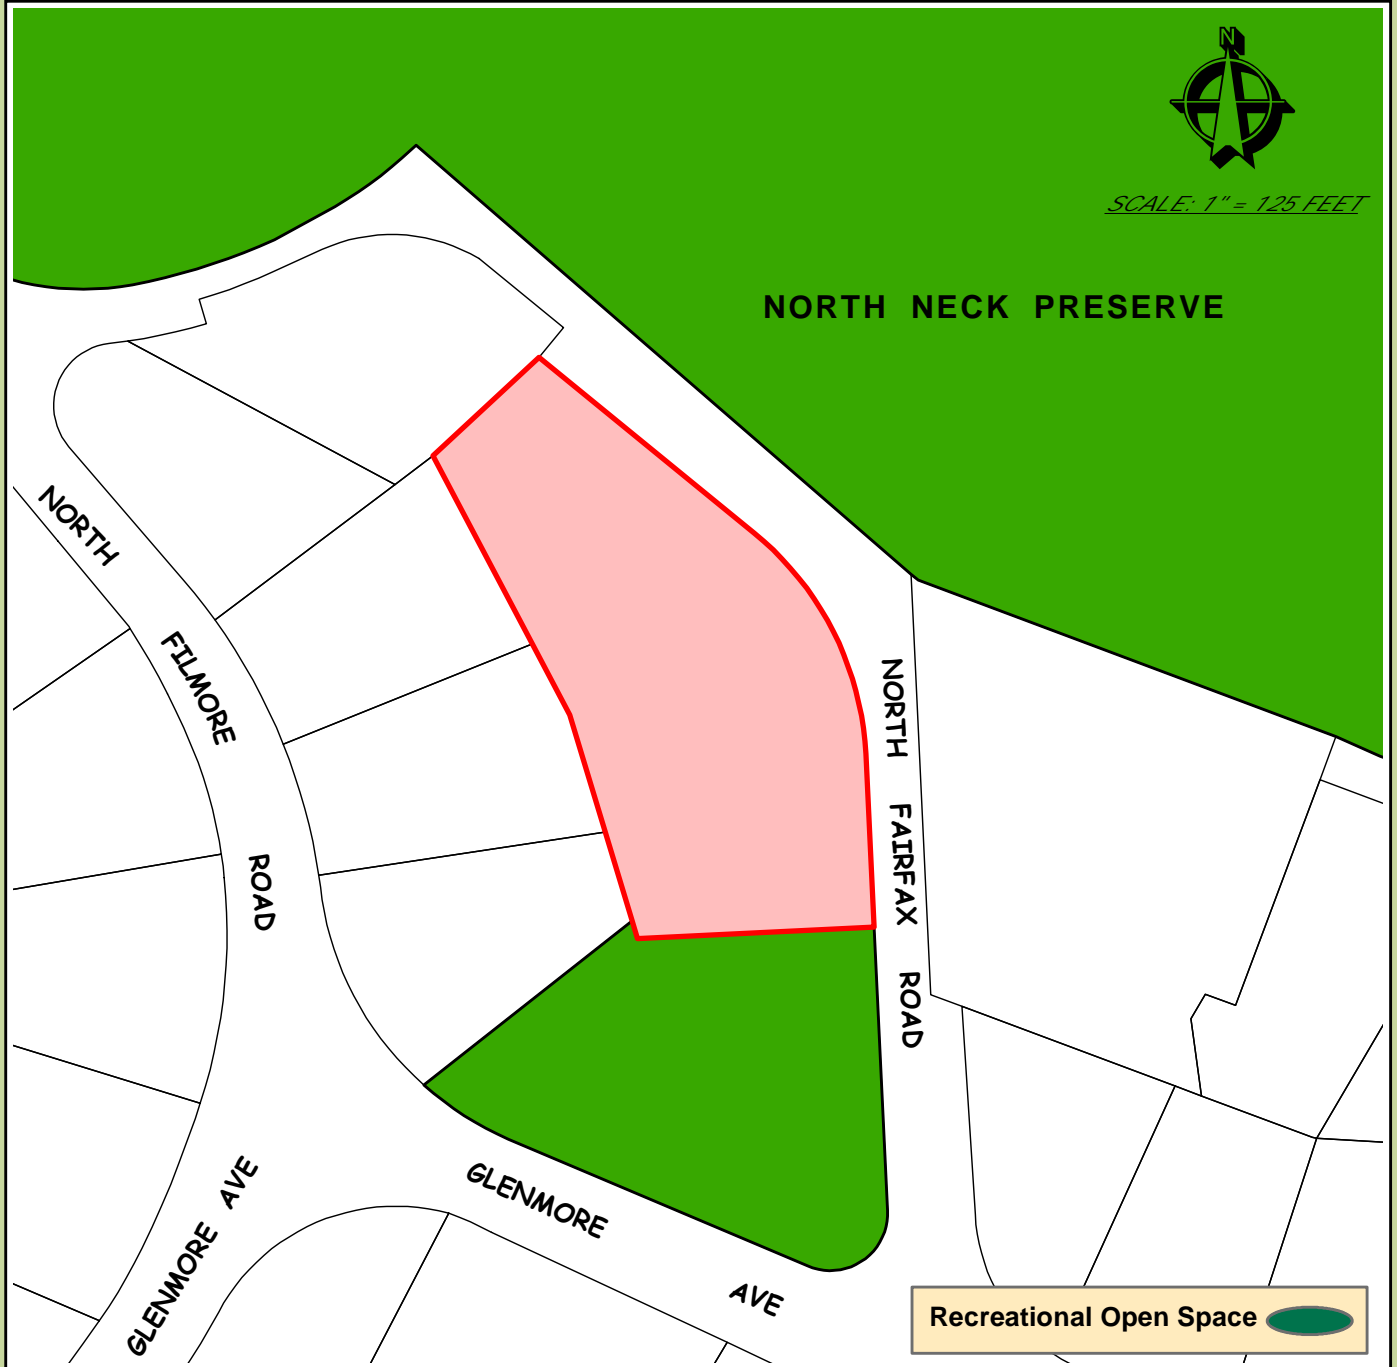 N
SCALE: 1" = 125 FEET
NORTH NECK PRESERVE
NORTH FILMORE ROAD
NORTH FAIRFAX ROAD
GLENMORE AVE
GLENMORE AVE
Recreational Open Space